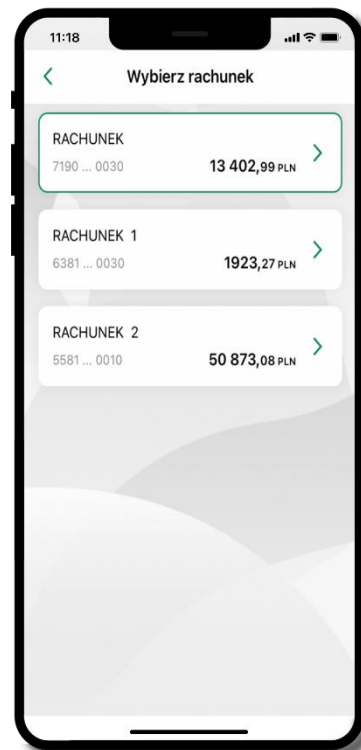 11:18
Wybierz rachunek
RACHUNEK
7190 ... 0030 13 402,99 PLN
RACHUNEK 1
6381 ... 0030 1923,27 PLN
RACHUNEK 2
5581 ... 0010 50 873,08 PLN